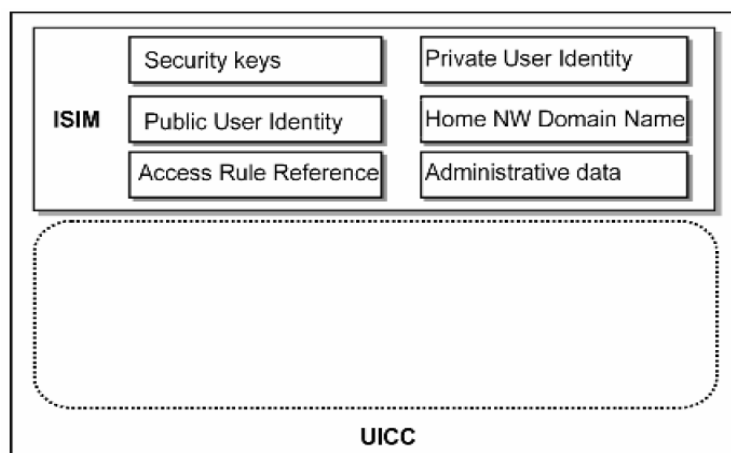 Security keys
Private User Identity
ISIM
Public User Identity
Home NW Domain Name
Access Rule Reference
Administrative data
UICC